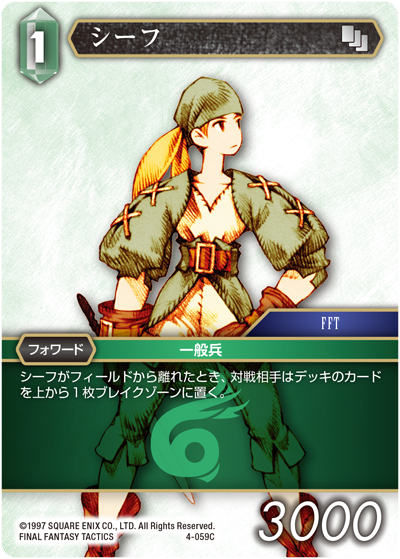 1
シーフ
FFT
フォワード
一般兵
シーフがフィールドから離れたとき、対戦相手はデッキのカード
を上から１枚ブレイクゾーンに置く。
©1997 SQUARE ENIX CO., LTD. All Rights Reserved.
FINAL FANTASY TACTICS
4-059C
3000